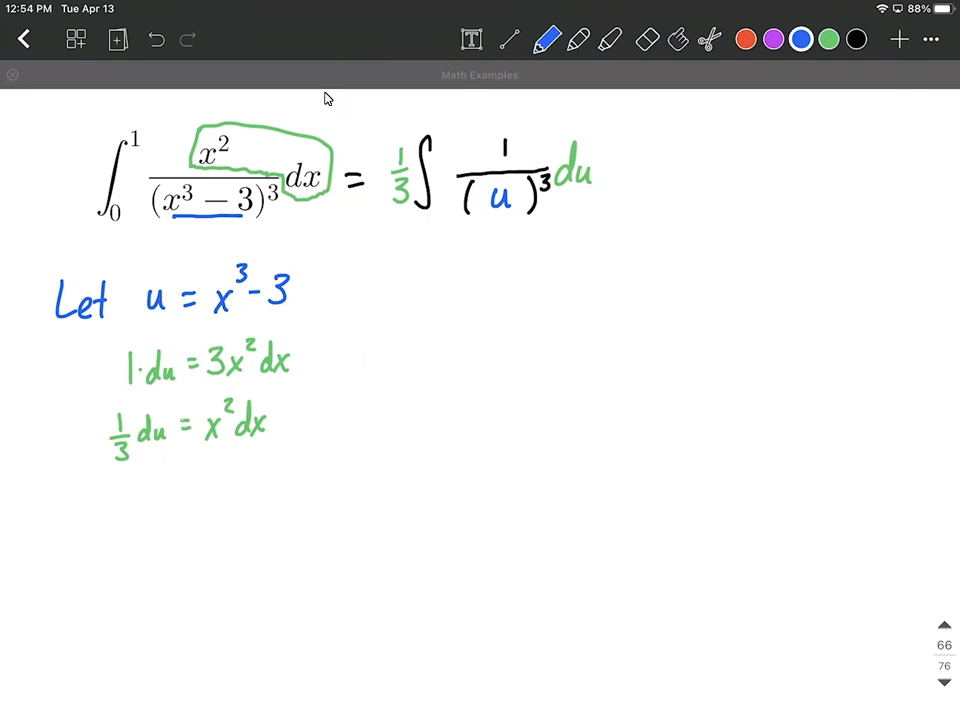 12:54 PM Tue Apr 13 88%
Math Examples
∫₀¹ x²/(x³ − 3)³ dx = 1/3 ∫ 1/(u)³ du
Let u = x³ - 3
1·du = 3x² dx
1/3 du = x² dx
66
76